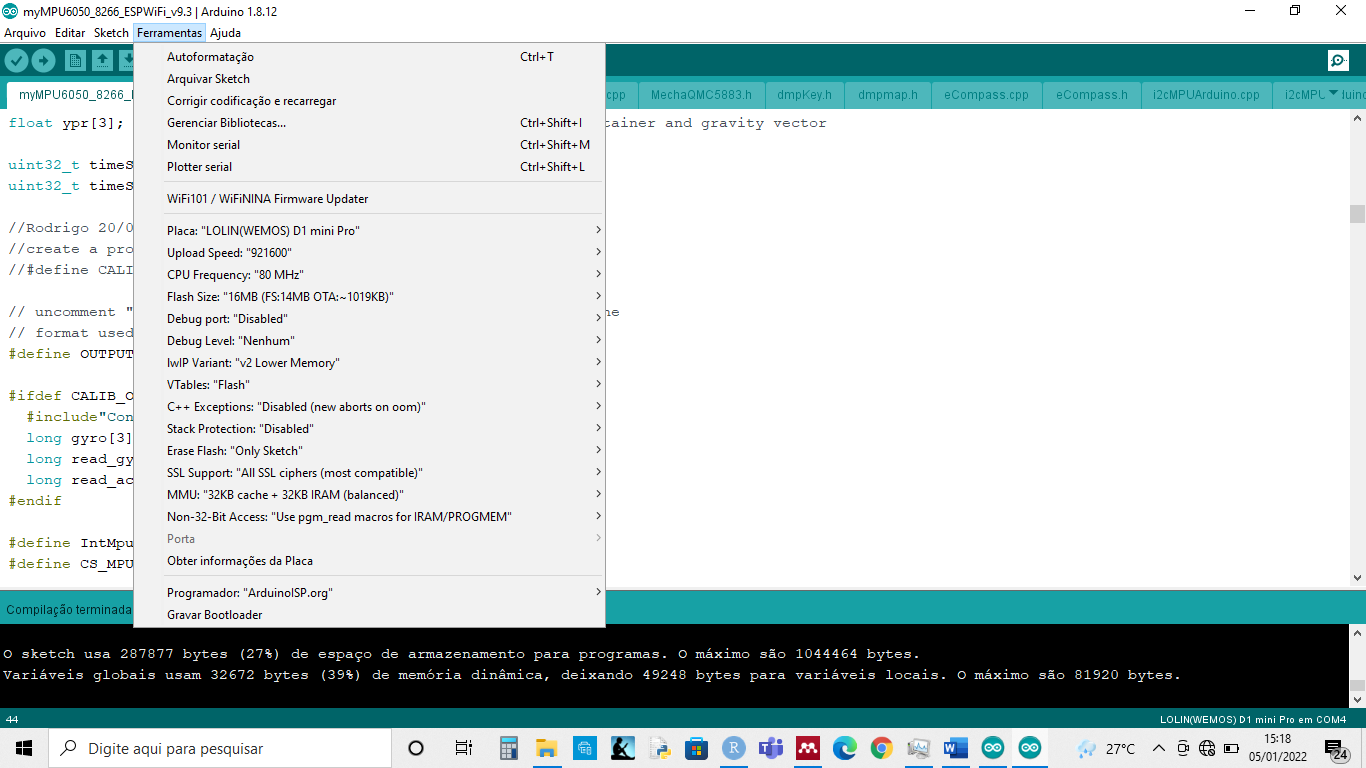 myMPU6050_8266_ESPWiFi_v9.3 | Arduino 1.8.12
Arquivo Editar Sketch Ferramentas Ajuda
myMPU6050_8266_ cpp MechaQMC5883.h dmpKey.h dmpmap.h eCompass.cpp eCompass.h i2cMPUArduino.cpp i2cMPU
Autoformatação Ctrl+T
Arquivar Sketch
Corrigir codificação e recarregar
Gerenciar Bibliotecas... Ctrl+Shift+I
Monitor serial Ctrl+Shift+M
Plotter serial Ctrl+Shift+L
WiFi101 / WiFiNINA Firmware Updater
Placa: "LOLIN(WEMOS) D1 mini Pro"
Upload Speed: "921600"
CPU Frequency: "80 MHz"
Flash Size: "16MB (FS:14MB OTA:~1019KB)"
Debug port: "Disabled"
Debug Level: "Nenhum"
lwIP Variant: "v2 Lower Memory"
VTables: "Flash"
C++ Exceptions: "Disabled (new aborts on oom)"
Stack Protection: "Disabled"
Erase Flash: "Only Sketch"
SSL Support: "All SSL ciphers (most compatible)"
MMU: "32KB cache + 32KB IRAM (balanced)"
Non-32-Bit Access: "Use pgm_read macros for IRAM/PROGMEM"
Porta
Obter informações da Placa
Programador: "ArduinoISP.org"
Gravar Bootloader
float ypr[3]; tainer and gravity vector
uint32_t timeS
uint32_t timeS
//Rodrigo 20/0
//create a pro
//#define CALI
// uncomment " ne
// format used
#define OUTPUT
#ifdef CALIB_O
#include"Con
long gyro[3]
long read_gy
long read_ac
#endif
#define IntMpu
#define CS_MPU
Compilação terminada
O sketch usa 287877 bytes (27%) de espaço de armazenamento para programas. O máximo são 1044464 bytes.
Variáveis globais usam 32672 bytes (39%) de memória dinâmica, deixando 49248 bytes para variáveis locais. O máximo são 81920 bytes.
44 LOLIN(WEMOS) D1 mini Pro em COM4
Digite aqui para pesquisar
27°C
15:18
05/01/2022
24